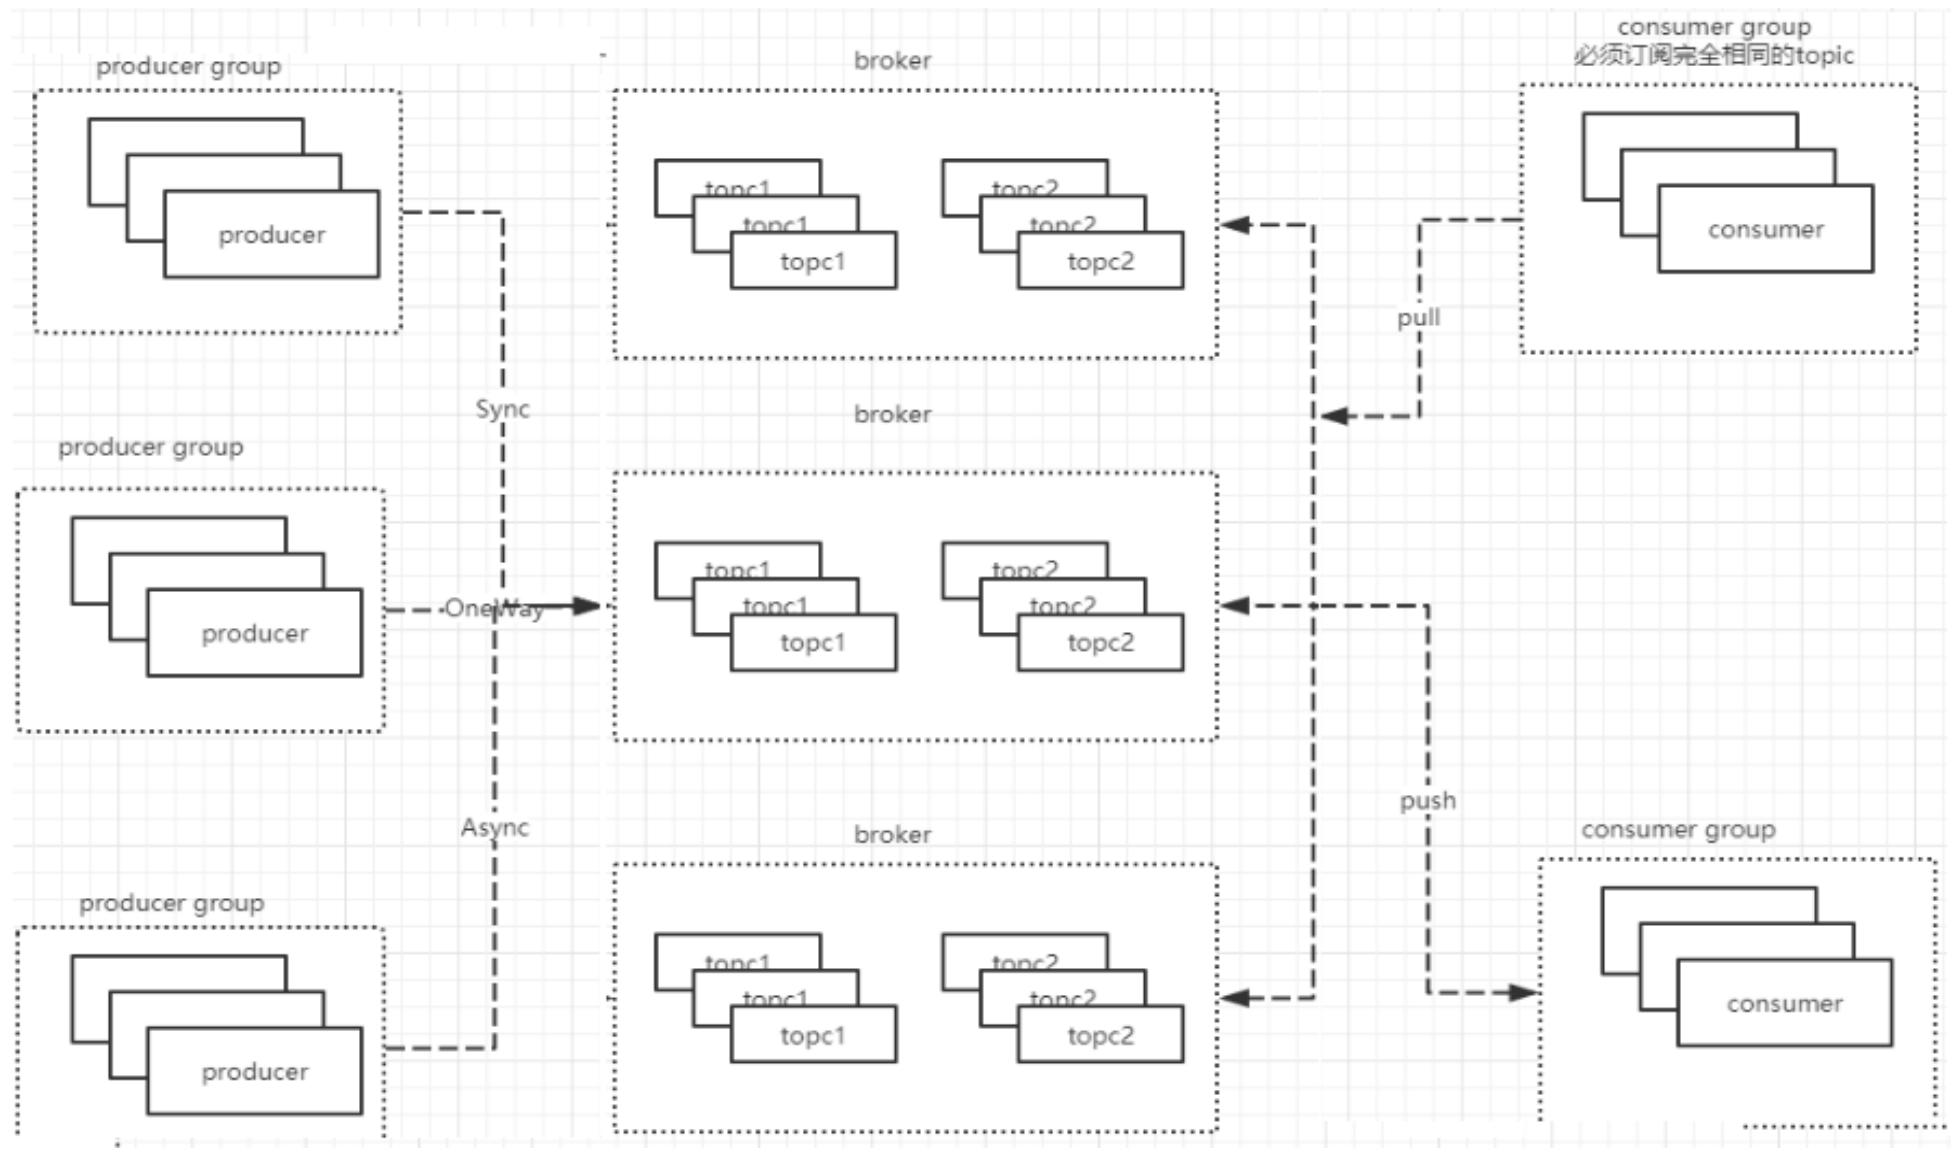 producer group
producer
producer group
producer
producer group
producer
Sync
OneWay
Async
broker
topc1
topc1
topc1
topc2
topc2
topc2
broker
topc1
topc1
topc1
topc2
topc2
topc2
broker
topc1
topc1
topc1
topc2
topc2
topc2
pull
push
consumer group
必须订阅完全相同的topic
consumer
consumer group
consumer